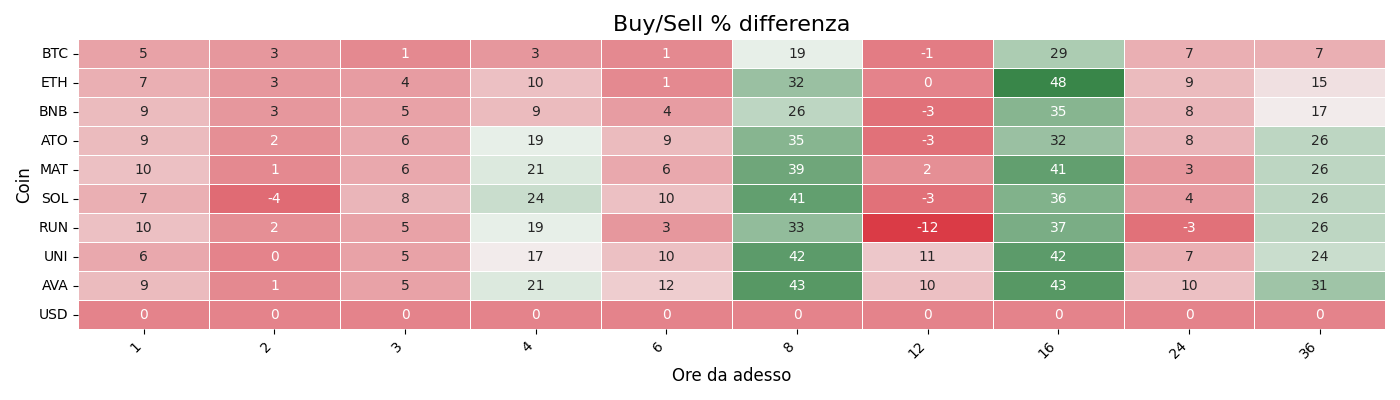 Buy/Sell % differenza
Coin
BTC 5 3 1 3 1 19 -1 29 7 7
ETH 7 3 4 10 1 32 0 48 9 15
BNB 9 3 5 9 4 26 -3 35 8 17
ATO 9 2 6 19 9 35 -3 32 8 26
MAT 10 1 6 21 6 39 2 41 3 26
SOL 7 -4 8 24 10 41 -3 36 4 26
RUN 10 2 5 19 3 33 -12 37 -3 26
UNI 6 0 5 17 10 42 11 42 7 24
AVA 9 1 5 21 12 43 10 43 10 31
USD 0 0 0 0 0 0 0 0 0 0
1 2 3 4 6 8 12 16 24 36
Ore da adesso